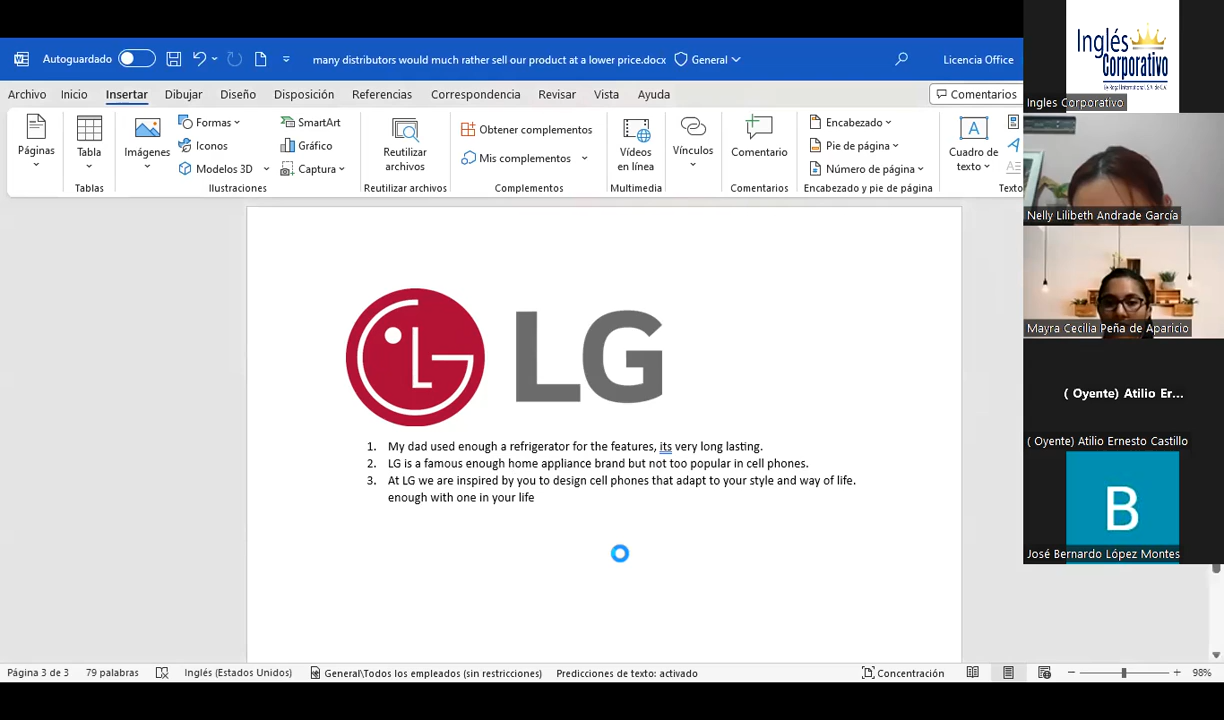 Autoguardado
many distributors would much rather sell our product at a lower price.docx
General
Licencia Office
Archivo Inicio Insertar Dibujar Diseño Disposición Referencias Correspondencia Revisar Vista Ayuda
Comentarios
Páginas
Tabla
Tablas
Imágenes
Formas
Iconos
Modelos 3D
SmartArt
Gráfico
Captura
Ilustraciones
Reutilizar
archivos
Reutilizar archivos
Obtener complementos
Mis complementos
Complementos
Vídeos
en línea
Multimedia
Vínculos
Comentario
Comentarios
Encabezado
Pie de página
Número de página
Encabezado y pie de página
Cuadro de
texto
Texto
LG LG
1. My dad used enough a refrigerator for the features, its very long lasting.
2. LG is a famous enough home appliance brand but not too popular in cell phones.
3. At LG we are inspired by you to design cell phones that adapt to your style and way of life.
enough with one in your life
Página 3 de 3 79 palabras Inglés (Estados Unidos) General\Todos los empleados (sin restricciones) Predicciones de texto: activado Concentración 98%
Inglés
Corporativo
Ingles Corporativo
Nelly Lilibeth Andrade García
Mayra Cecilia Peña de Aparicio
( Oyente) Atilio Er...
( Oyente) Atilio Ernesto Castillo
B
José Bernardo López Montes